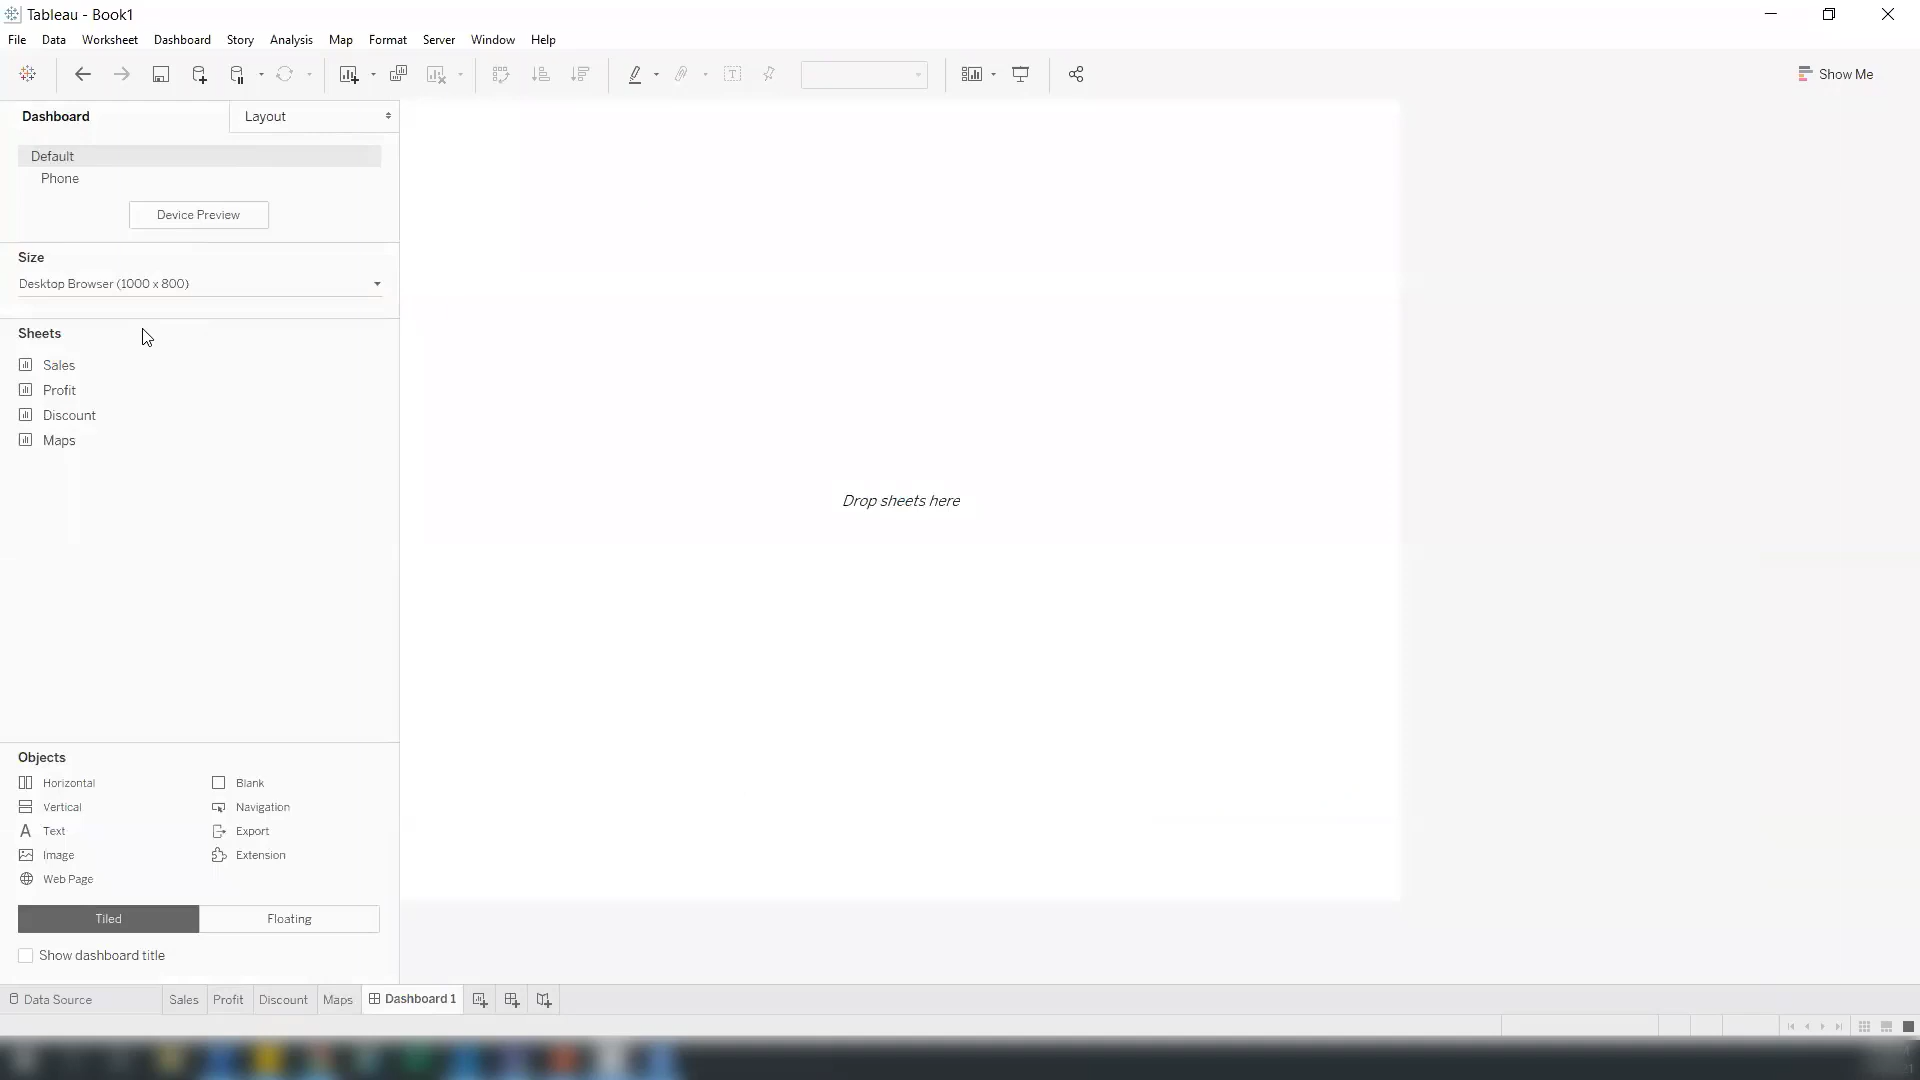 Tableau - Book1
File Data Worksheet Dashboard Story Analysis Map Format Server Window Help
Show Me
Dashboard Layout
Default
Phone
Device Preview
Size
Desktop Browser (1000 x 800)
Sheets
Sales
Profit
Discount
Maps
Drop sheets here
Objects
Horizontal Blank
Vertical Navigation
Text Export
Image Extension
Web Page
Tiled Floating
Show dashboard title
Data Source Sales Profit Discount Maps Dashboard 1